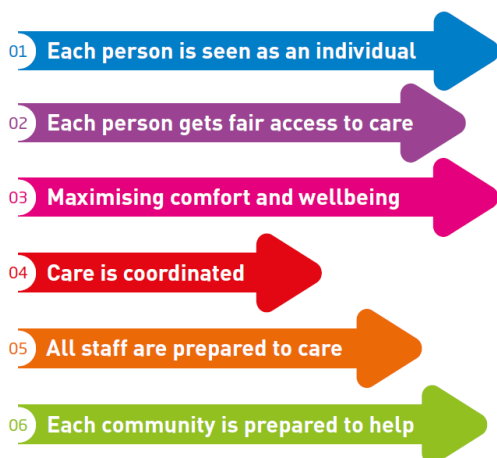 01 Each person is seen as an individual
02 Each person gets fair access to care
03 Maximising comfort and wellbeing
04 Care is coordinated
05 All staff are prepared to care
06 Each community is prepared to help